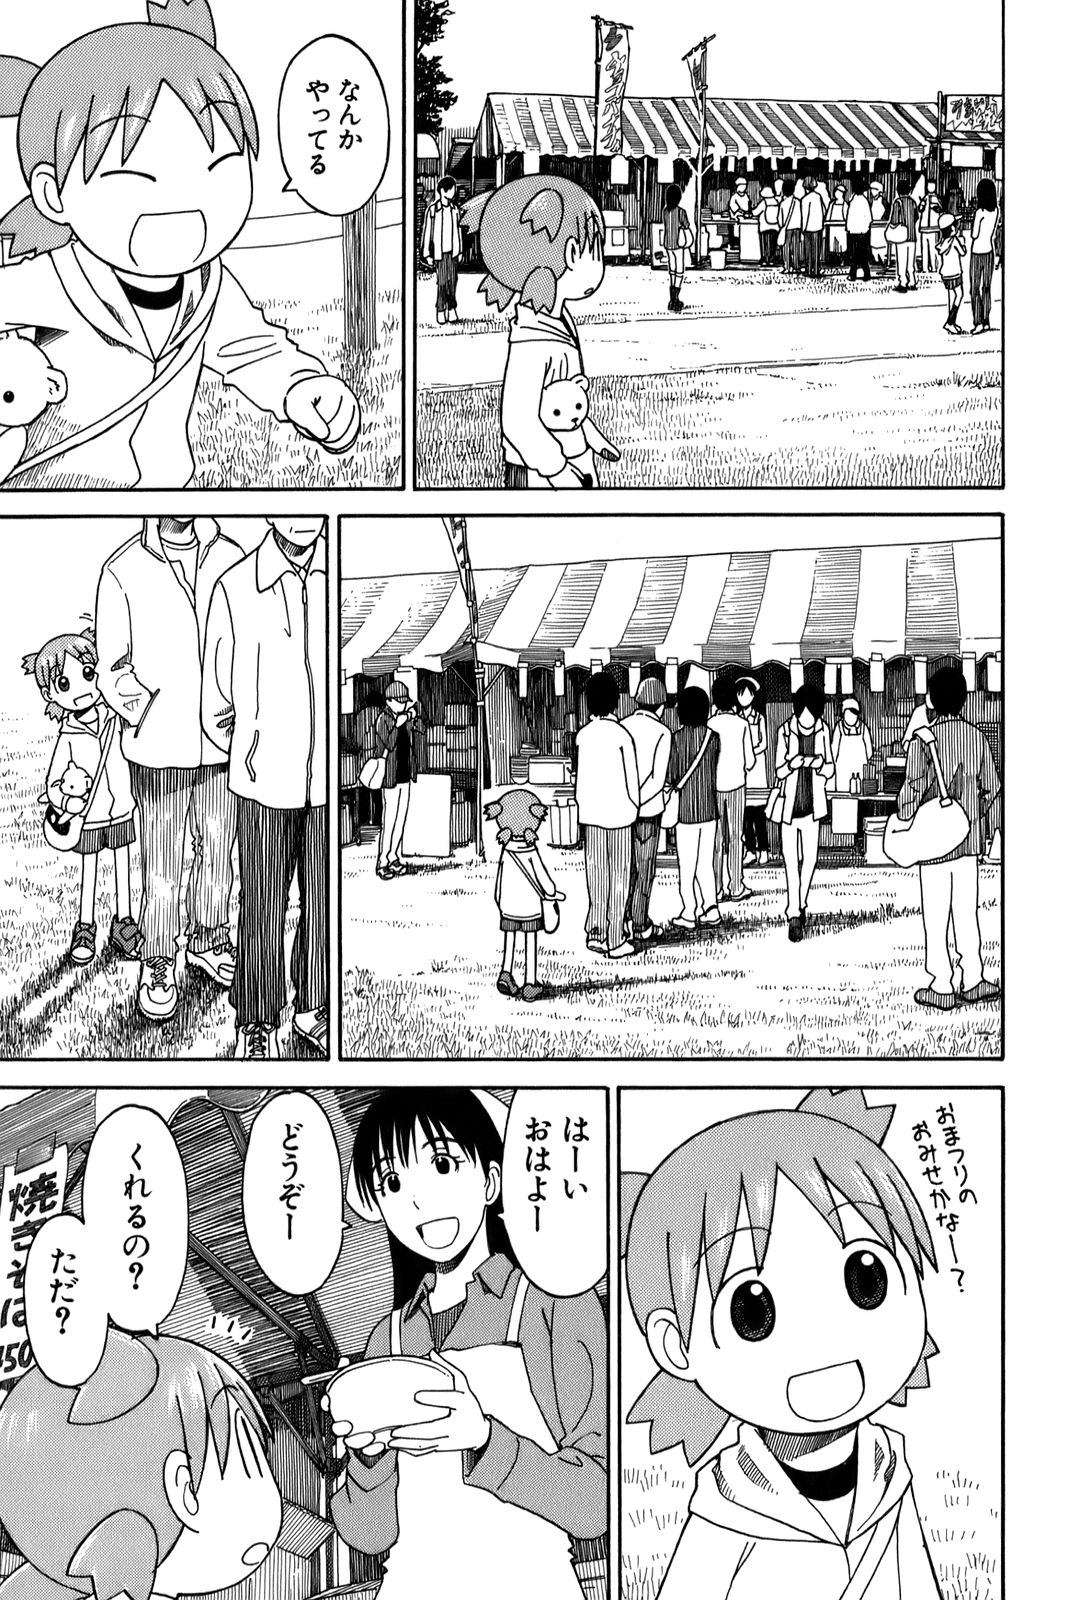 なんか
やってる
おまつりの
おみせかなー？
はーい
おはよー
どうぞー
くれるの？
ただ？
焼きそば
450